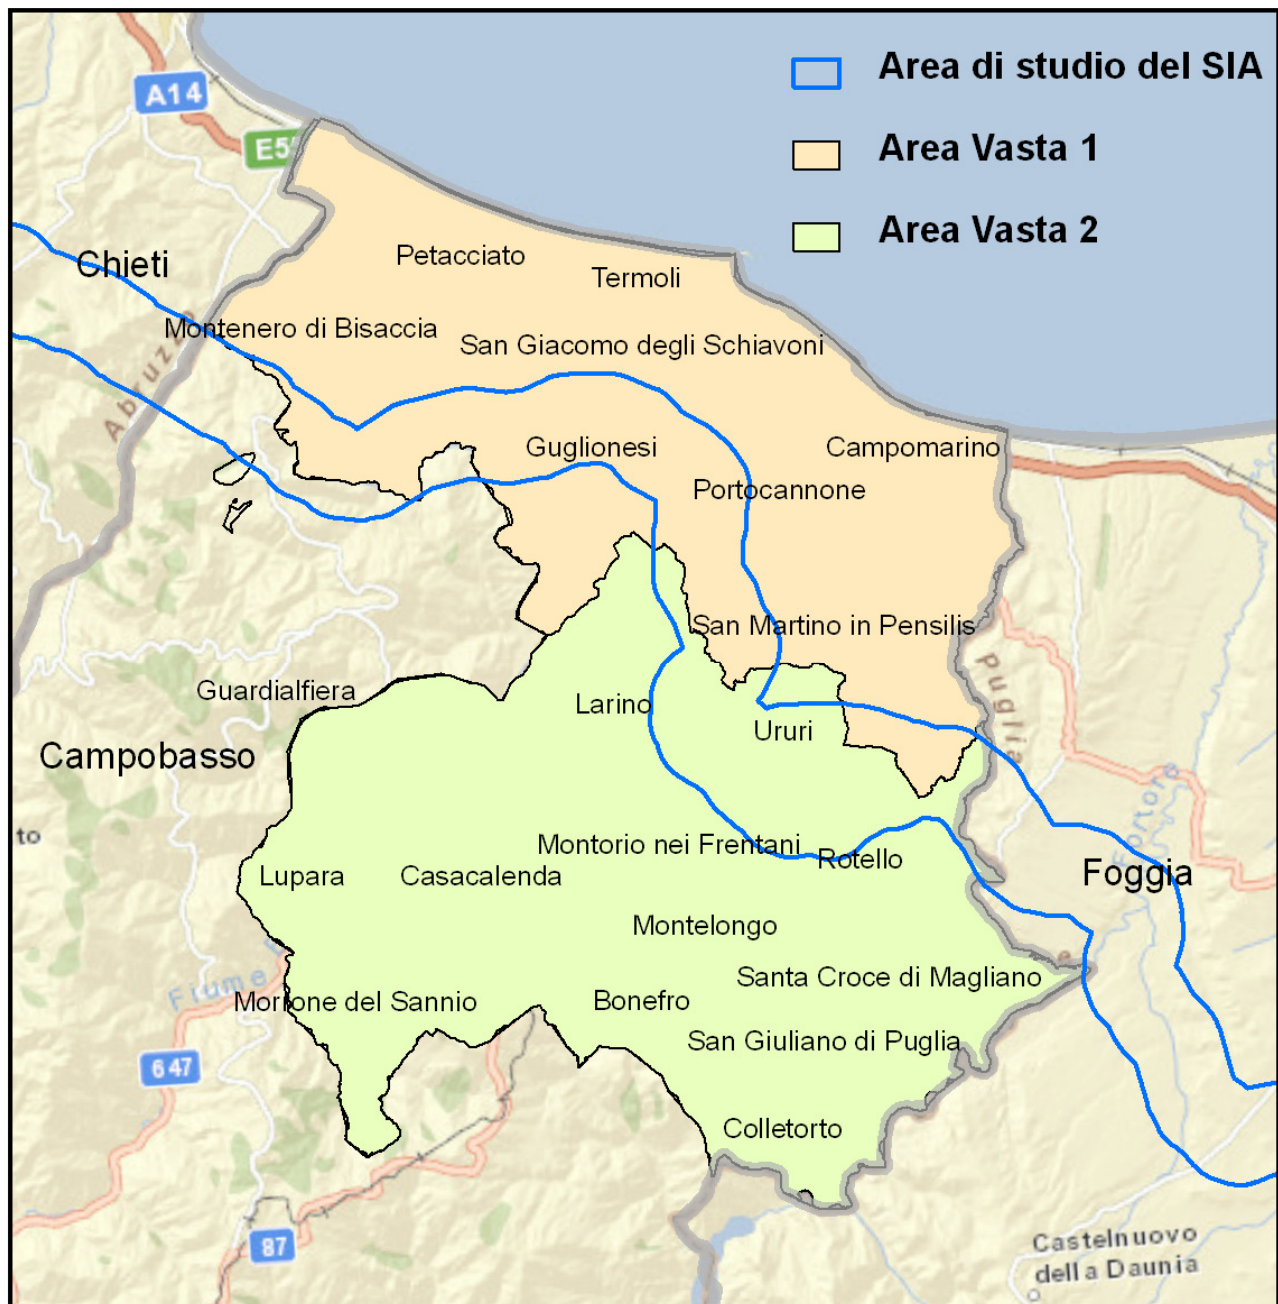 Area di studio del SIA
A14
Area Vasta 1
Area Vasta 2
Petacciato
Chieti
Termoli
Montenero di Bisaccia
San Giacomo degli Schiavoni
Abruzzo
Guglionesi
Campomarino
Portocannone
San Martino in Pensilis
Puglia
Guardialfiera
Larino
Ururi
Campobasso
Fortore
to
Montorio nei Frentani
Rotello
Foggia
Lupara
Casacalenda
Montelongo
Santa Croce di Magliano
Fiume
Morrone del Sannio
Bonefro
San Giuliano di Puglia
647
Colletorto
87
Castelnuovo
della Daunia